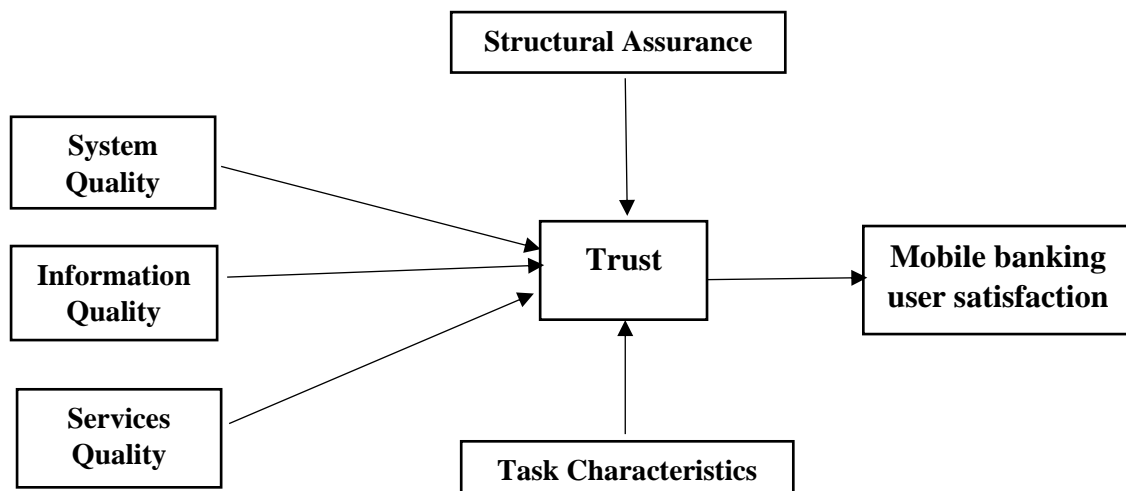 Structural Assurance
System
Quality
Information
Quality
Services
Quality
Trust
Mobile banking
user satisfaction
Task Characteristics